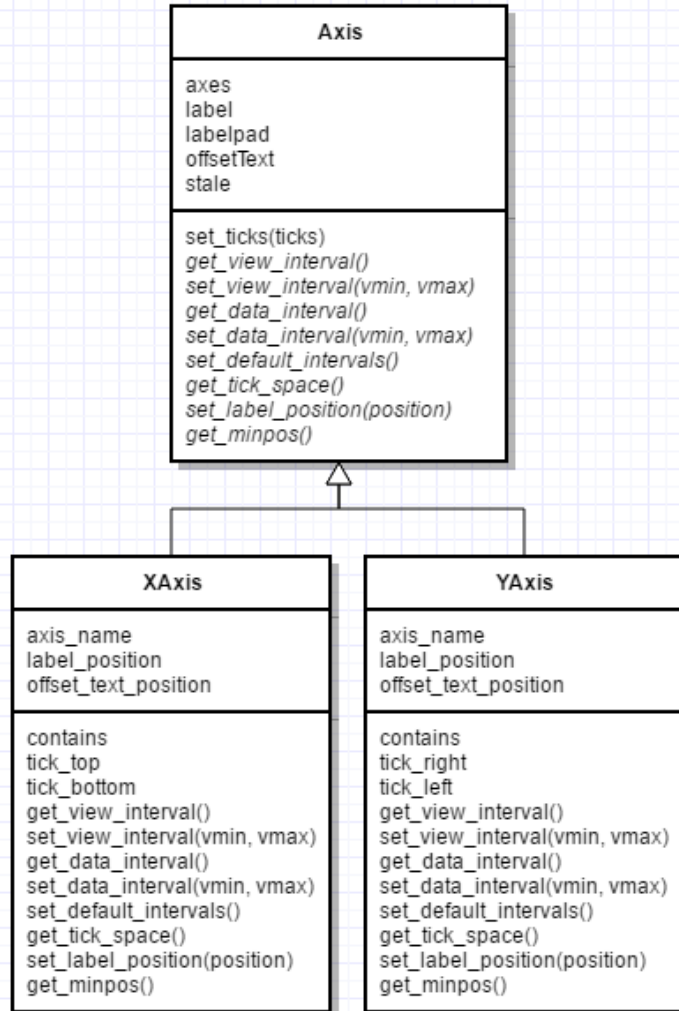 Axis
axes
label
labelpad
offsetText
stale
set_ticks(ticks)
get_view_interval()
set_view_interval(vmin, vmax)
get_data_interval()
set_data_interval(vmin, vmax)
set_default_intervals()
get_tick_space()
set_label_position(position)
get_minpos()
XAxis
axis_name
label_position
offset_text_position
contains
tick_top
tick_bottom
get_view_interval()
set_view_interval(vmin, vmax)
get_data_interval()
set_data_interval(vmin, vmax)
set_default_intervals()
get_tick_space()
set_label_position(position)
get_minpos()
YAxis
axis_name
label_position
offset_text_position
contains
tick_right
tick_left
get_view_interval()
set_view_interval(vmin, vmax)
get_data_interval()
set_data_interval(vmin, vmax)
set_default_intervals()
get_tick_space()
set_label_position(position)
get_minpos()